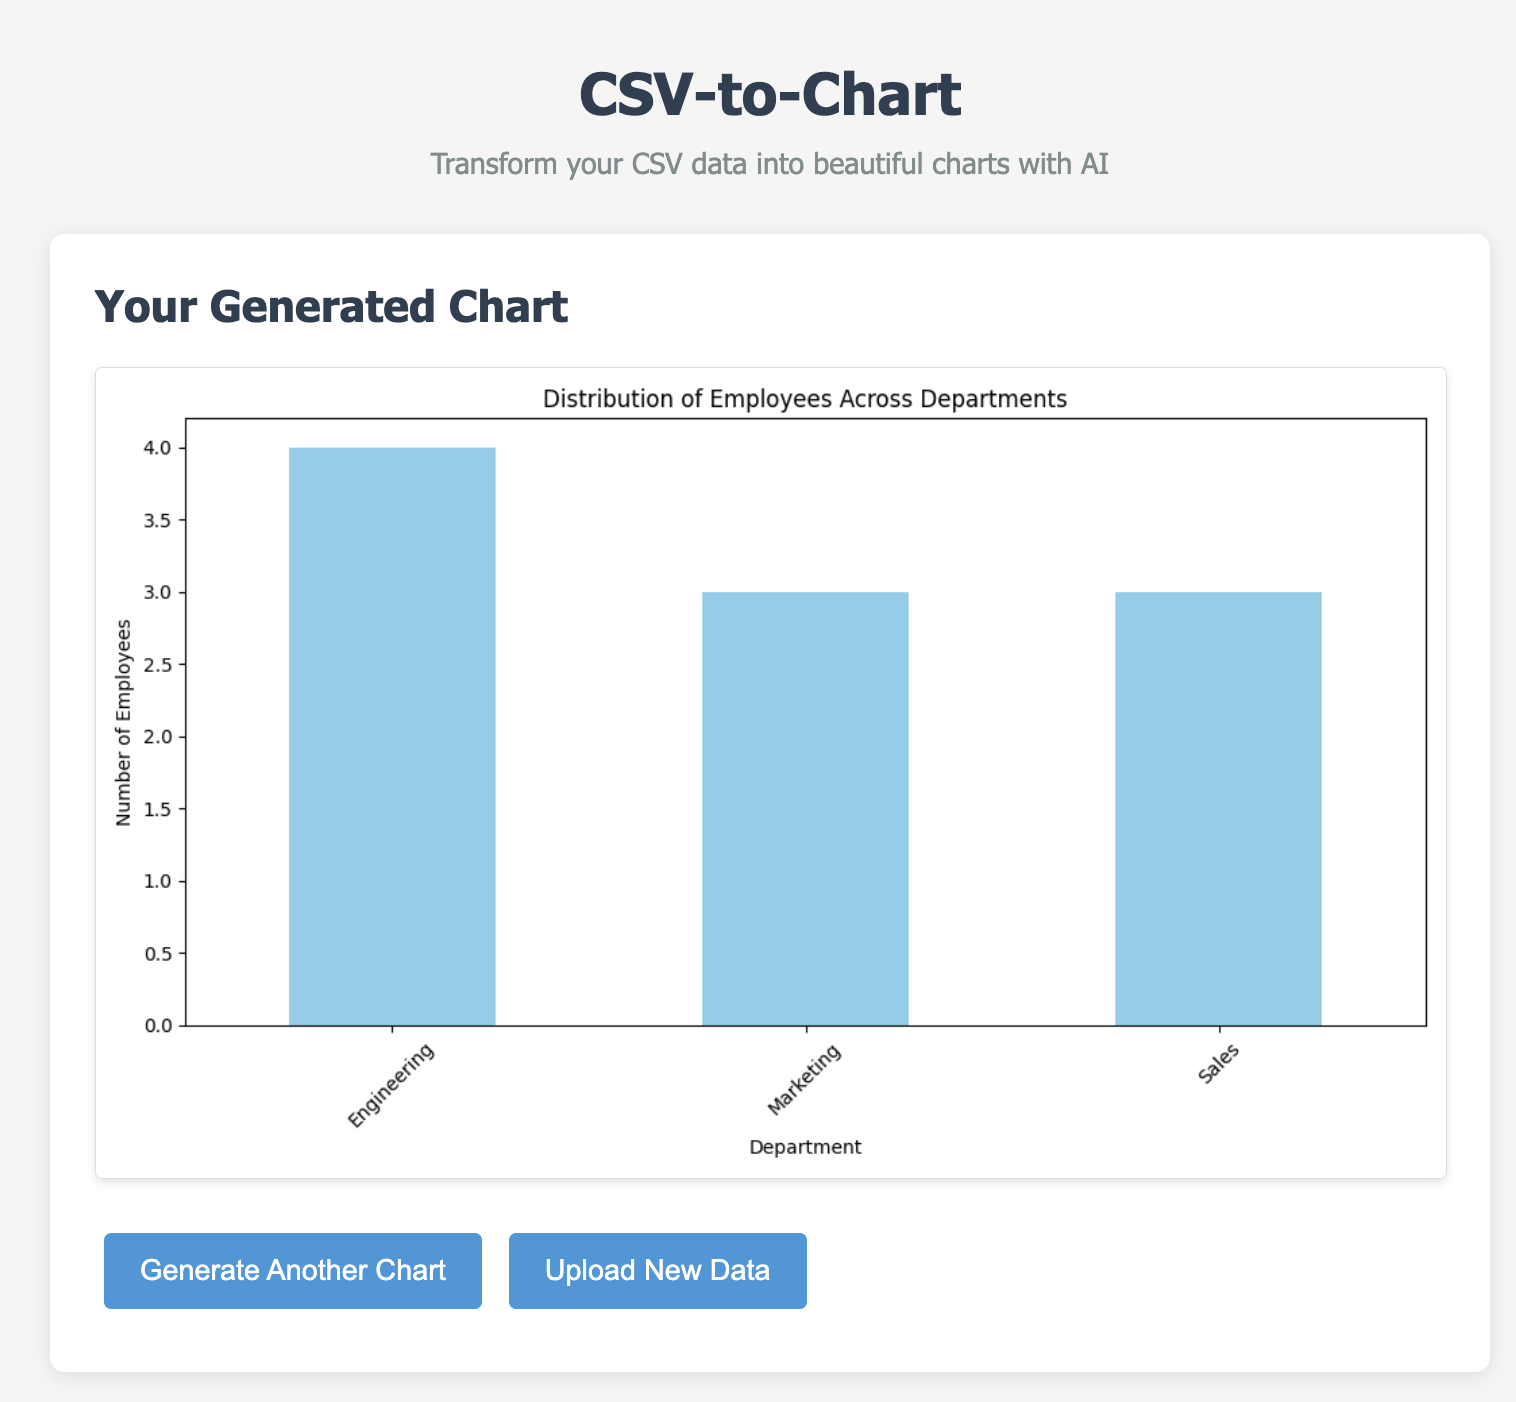 CSV-to-Chart
Transform your CSV data into beautiful charts with AI
Your Generated Chart
Distribution of Employees Across Departments
Number of Employees
4.0
3.5
3.0
2.5
2.0
1.5
1.0
0.5
0.0
Engineering
Marketing
Sales
Department
Generate Another Chart
Upload New Data